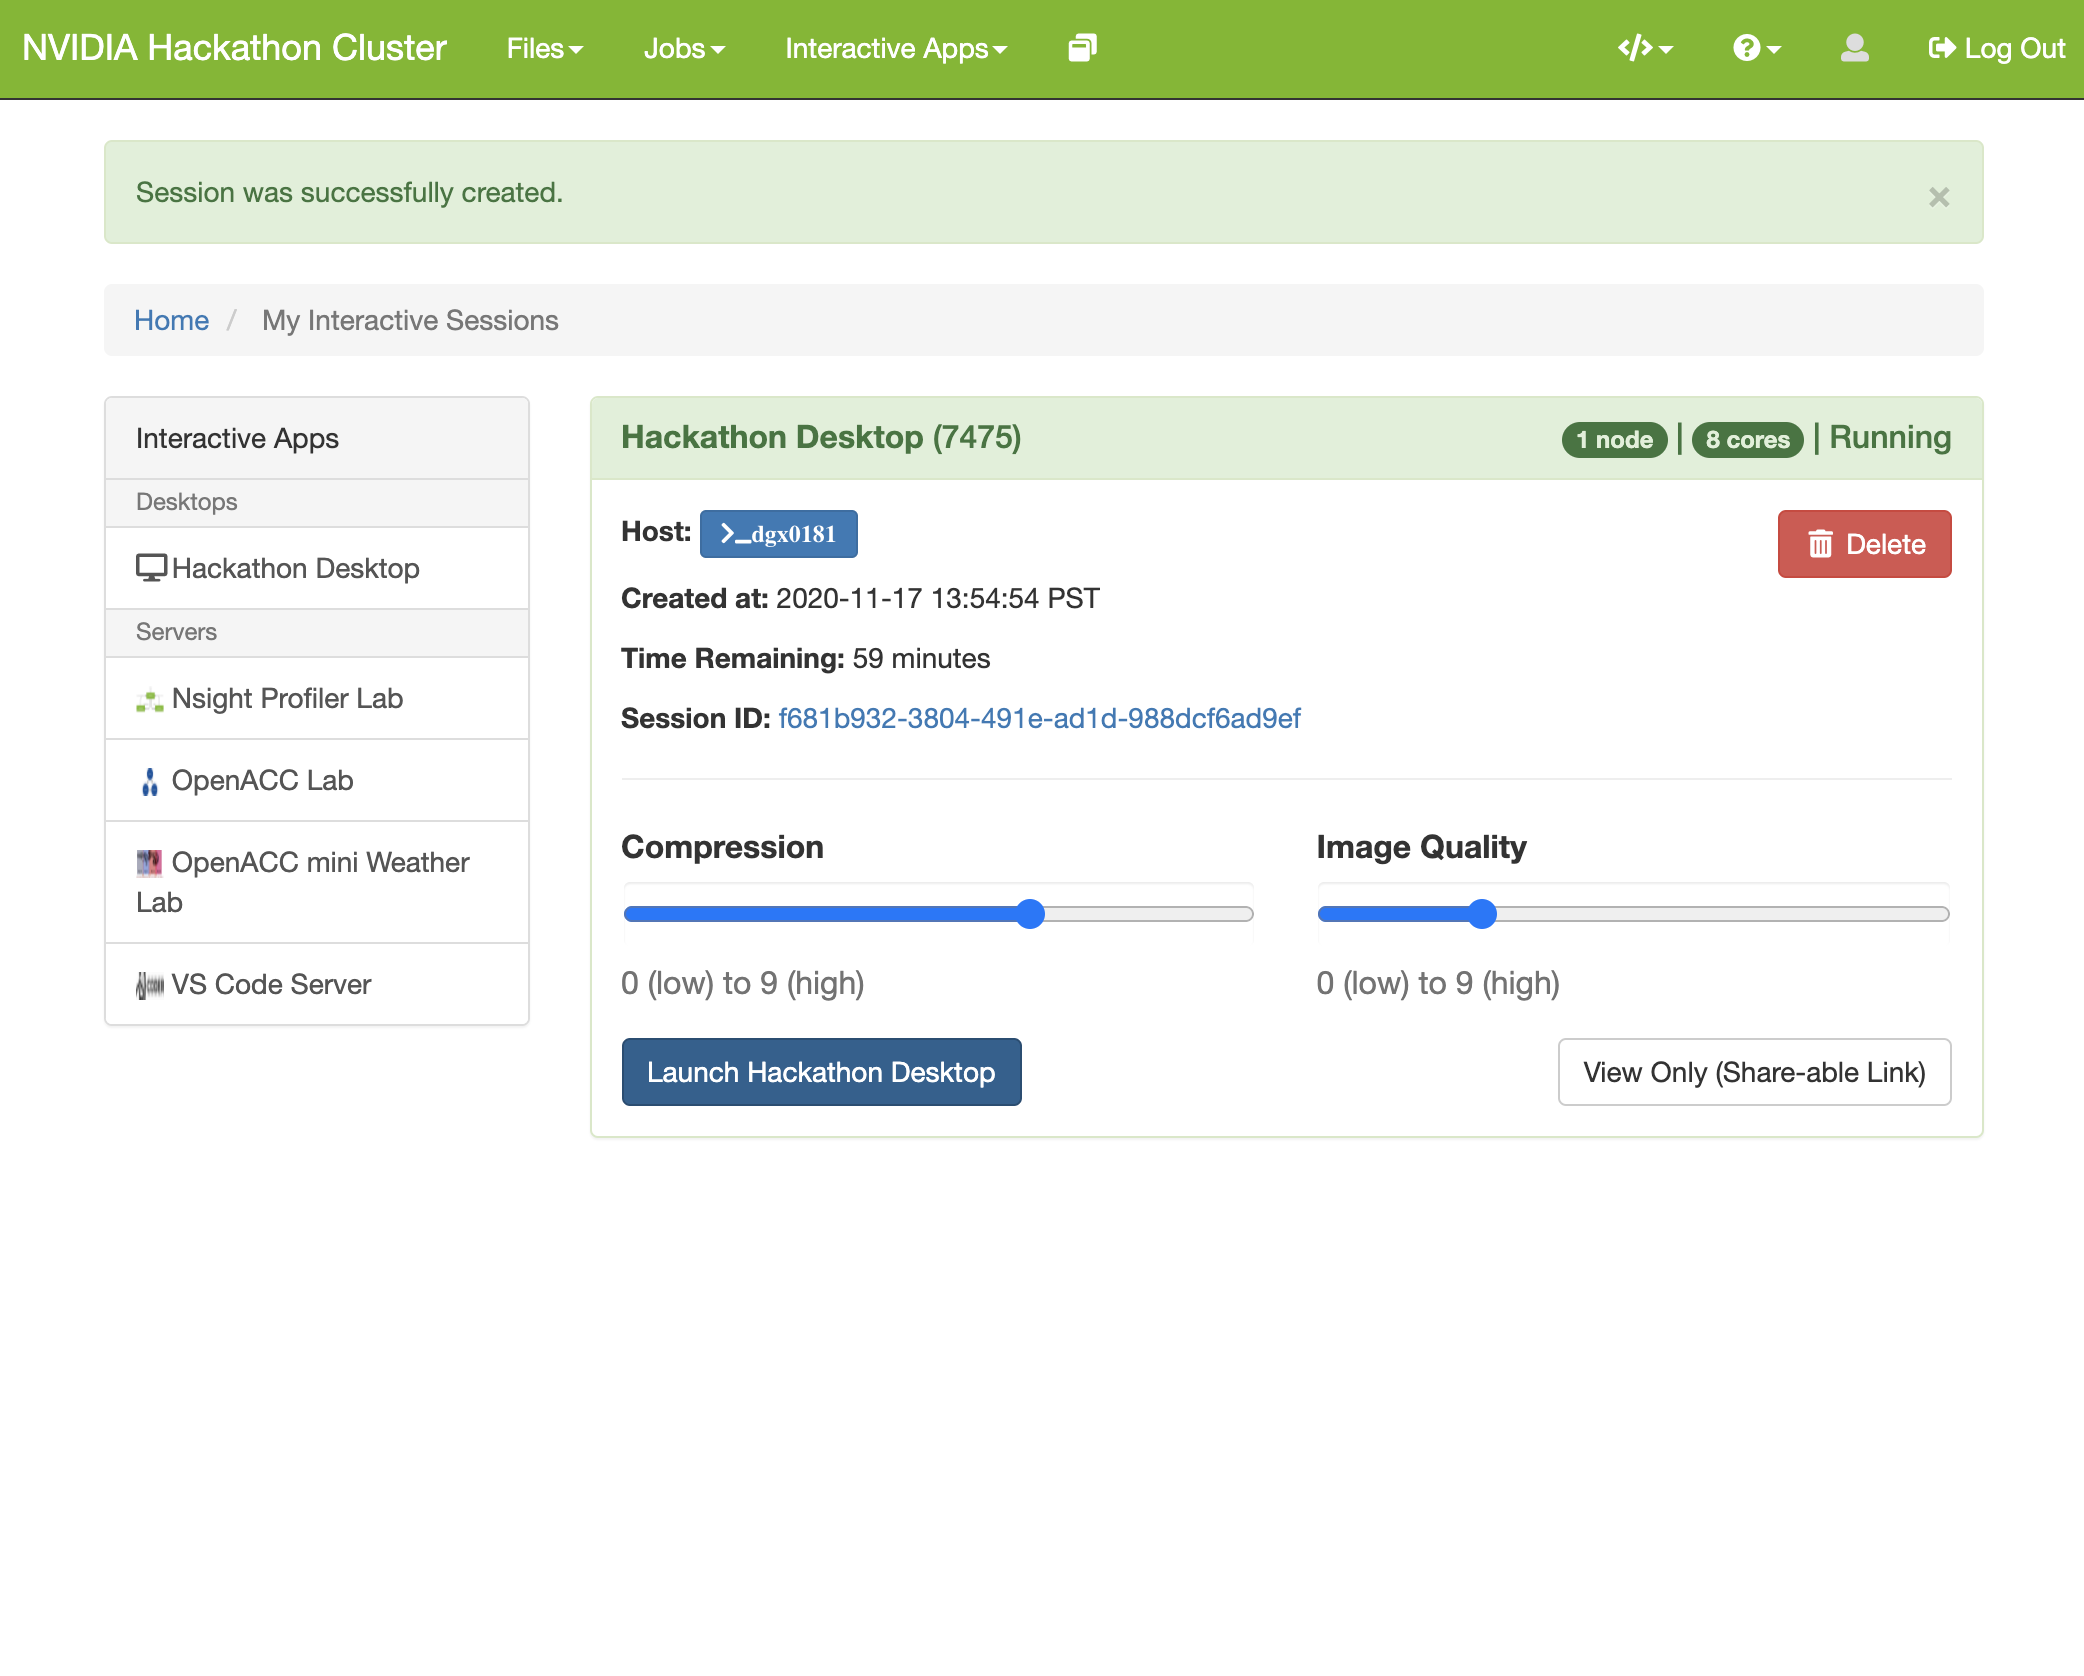 NVIDIA Hackathon Cluster Files Jobs Interactive Apps Log Out
Session was successfully created. ×
Home / My Interactive Sessions
Interactive Apps
Desktops
Hackathon Desktop
Servers
Nsight Profiler Lab
OpenACC Lab
OpenACC mini Weather
Lab
VS Code Server
Hackathon Desktop (7475) 1 node | 8 cores | Running
Host: >_dgx0181 Delete
Created at: 2020-11-17 13:54:54 PST
Time Remaining: 59 minutes
Session ID: f681b932-3804-491e-ad1d-988dcf6ad9ef
Compression Image Quality
0 (low) to 9 (high) 0 (low) to 9 (high)
Launch Hackathon Desktop View Only (Share-able Link)